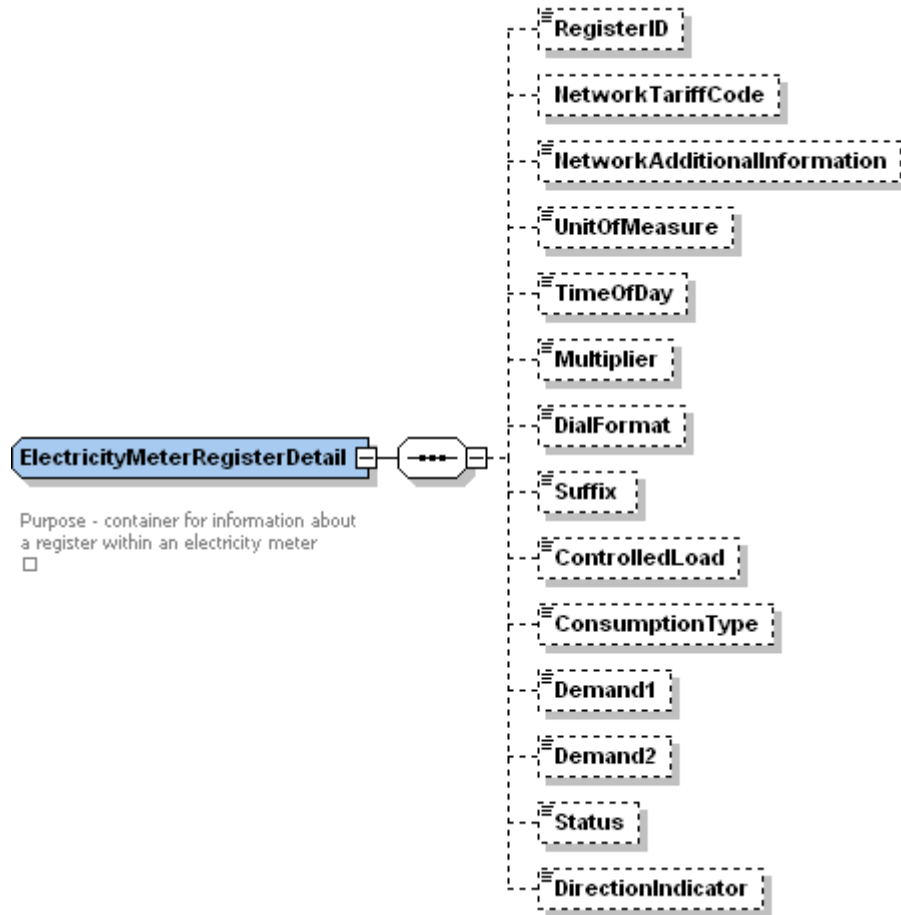 RegisterID
NetworkTariffCode
NetworkAdditionalInformation
UnitOfMeasure
TimeOfDay
Multiplier
DialFormat
ElectricityMeterRegisterDetail
Suffix
Purpose - container for information about
a register within an electricity meter
ControlledLoad
ConsumptionType
Demand1
Demand2
Status
DirectionIndicator